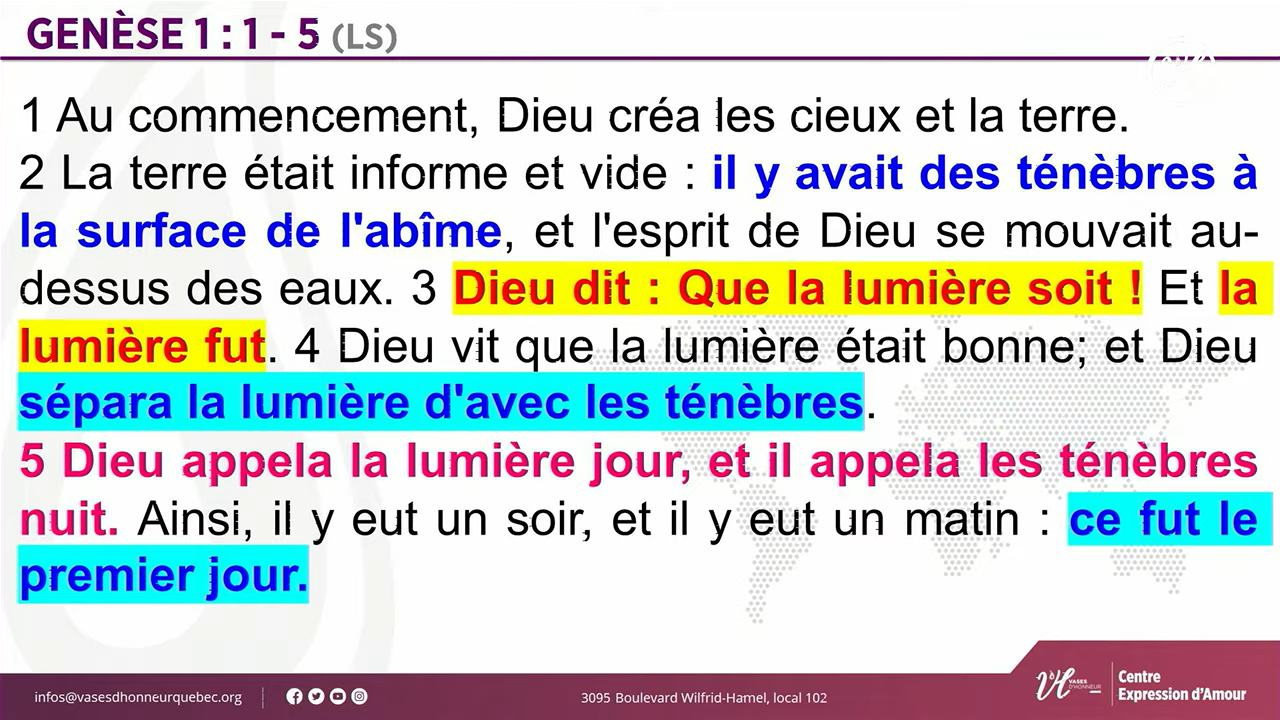 GENÈSE 1 : 1 - 5 (LS)
1 Au commencement, Dieu créa les cieux et la terre.
2 La terre était informe et vide : il y avait des ténèbres à
la surface de l'abîme, et l'esprit de Dieu se mouvait au-
dessus des eaux. 3 Dieu dit : Que la lumière soit ! Et la
lumière fut. 4 Dieu vit que la lumière était bonne; et Dieu
sépara la lumière d'avec les ténèbres.
5 Dieu appela la lumière jour, et il appela les ténèbres
nuit. Ainsi, il y eut un soir, et il y eut un matin : ce fut le
premier jour.
infos@vasesdhonneurquebec.org
3095 Boulevard Wilfrid-Hamel, local 102
VH VASES D'HONNEUR
Centre
Expression d'Amour